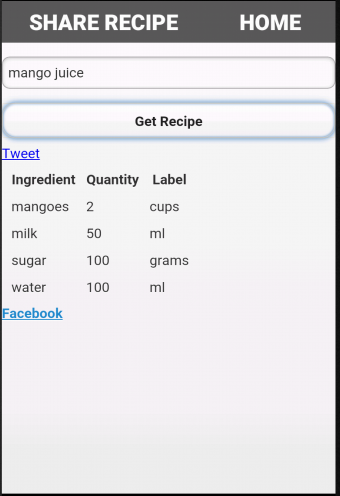 SHARE RECIPE HOME
mango juice
Get Recipe
Tweet
Ingredient Quantity Label
mangoes 2 cups
milk 50 ml
sugar 100 grams
water 100 ml
Facebook